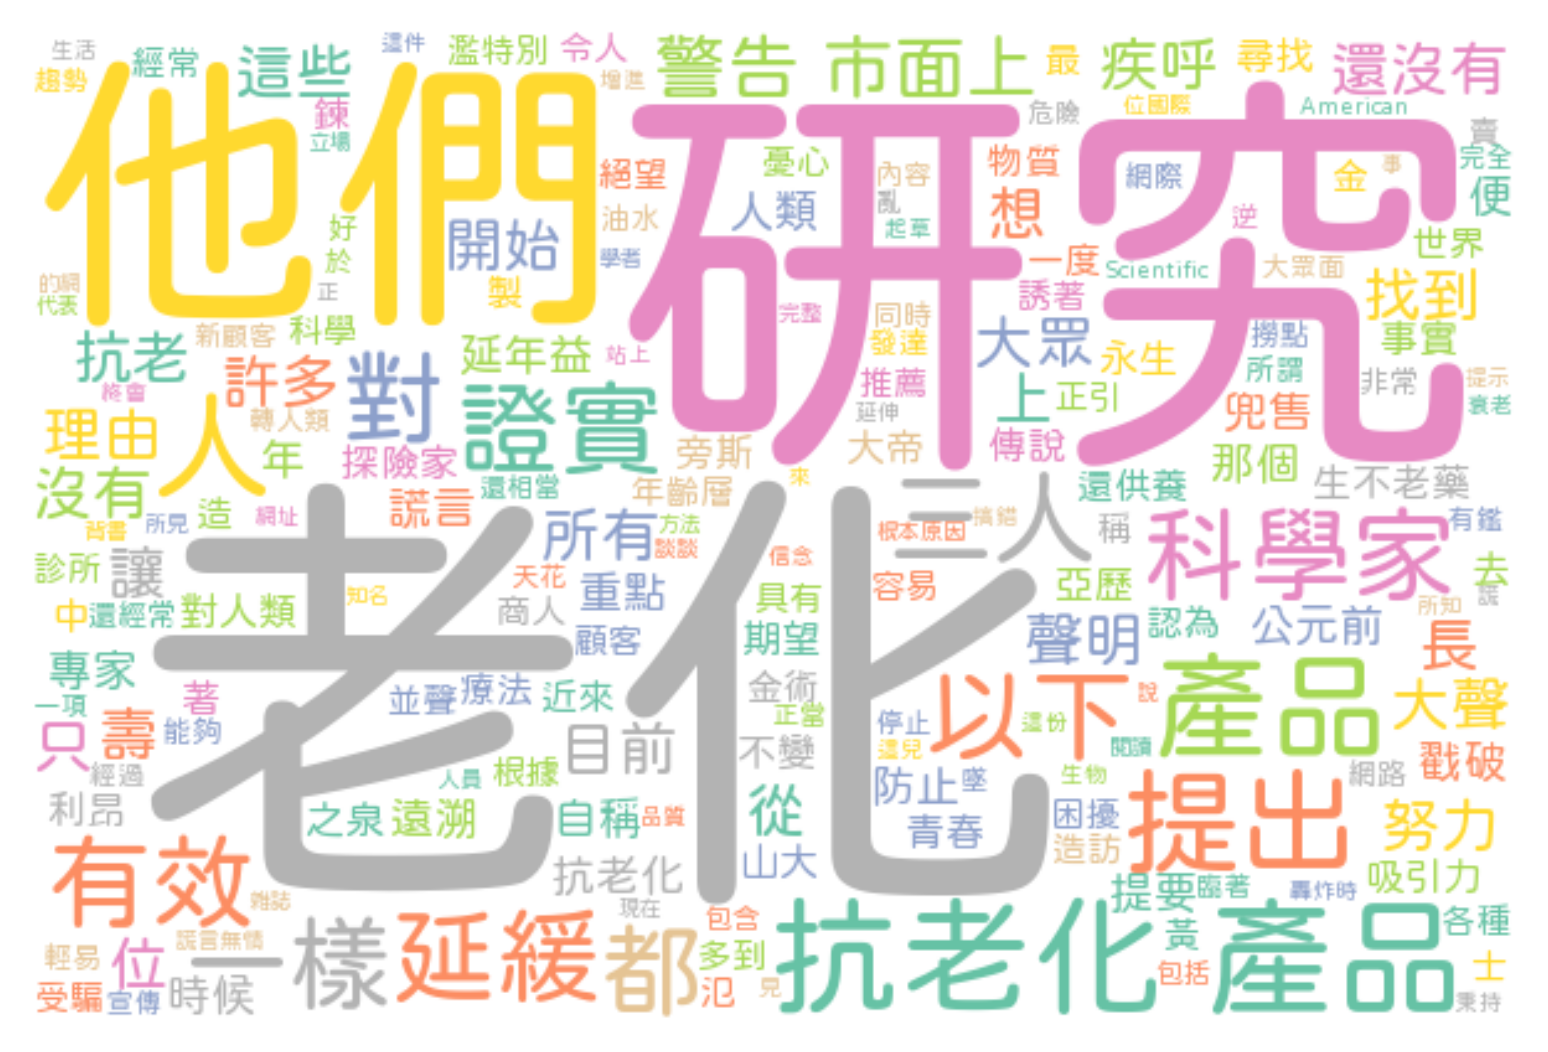 生活
經常
這些
這件
濫特別
令人
警告
市面上
最
疾呼
尋找
還沒有
趨勢
他們
增進
研究
鍊
立場
危險
位國際
American
賣
完全
絕望
憂心
內容
物質
網際
金
事
便
人類
亂
想
油水
好
開始
起草
逆
世界
於
學者
一度
Scientific
大眾面
的網
代表
正
製
誘著
找到
完整
同時
新顧客
科學
抗老
延年益
站上
發達
大眾
永生
撈點
事實
許多
對
推薦
所謂
非常
提示
終會
證實
延伸
上
正引
兜售
衰老
理由
人
轉人類
年
探險家
旁斯
大帝
傳說
那個
沒有
還相當
年齡層
來
三人
還供養
生不老藥
造
網址
謊言
背書
所見
所有
方法
根本原因
搞錯
稱
科學家
有鑑
老化
診所
讓
談談
信念
天花
重點
容易
亞歷
去
謊
中
還經常
對人類
知名
商人
具有
所知
顧客
期望
聲明
認為
公元前
長
專家
著
並聲
療法
近來
金術
正當
以下
說
產品
大聲
一項
只
壽
能夠
停止
這份
這兒
閱讀
目前
不變
戳破
經過
人員
根據
防止
墜
生物
網路
利昂
之泉
遠溯
自稱
品質
從
青春
困擾
提出
努力
有效
抗老化
山大
造訪
吸引力
雜誌
現在
提要
臨著
轟炸時
一樣
延緩
都
包含
抗老化
產品
各種
輕易
位
謊言無情
多到
黃
受騙
宣傳
時候
氾
見
包括
士
秉持